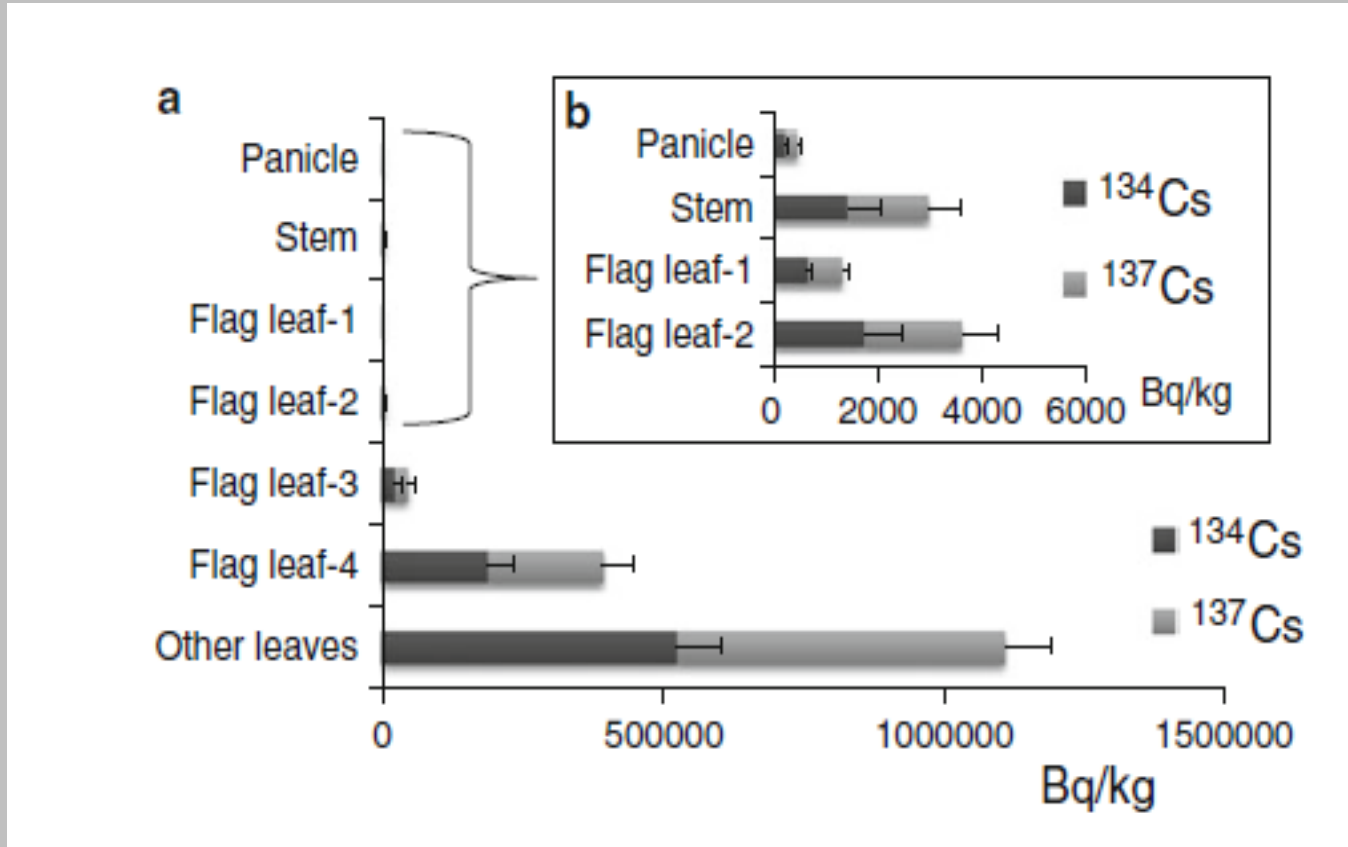 a
Panicle
Stem
Flag leaf-1
Flag leaf-2
Flag leaf-3
Flag leaf-4
Other leaves
0 500000 1000000 1500000
Bq/kg
134Cs
137Cs
b
Panicle
Stem
Flag leaf-1
Flag leaf-2
0 2000 4000 6000 Bq/kg
134Cs
137Cs